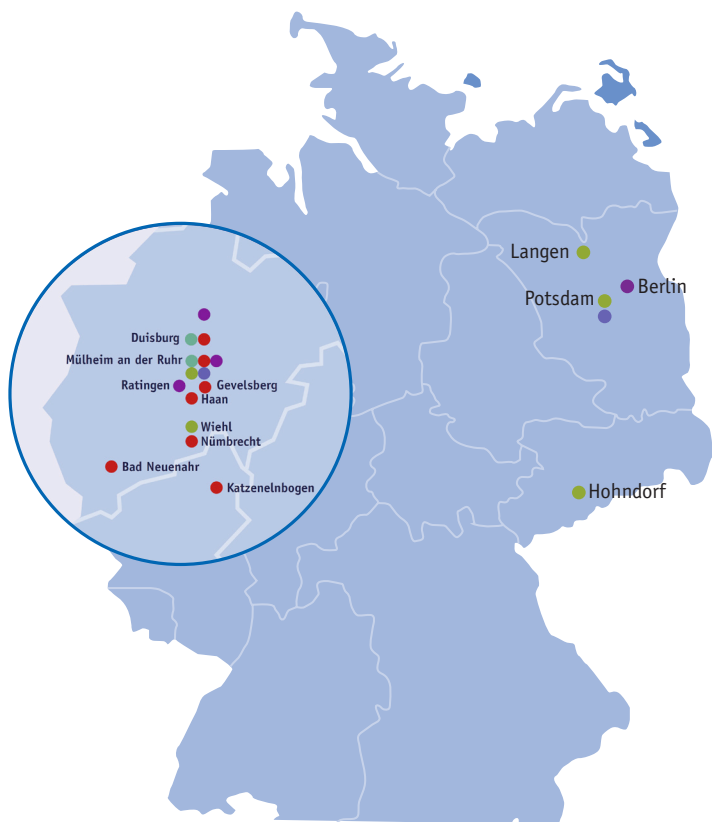 Langen
Berlin
Potsdam
Duisburg
Mülheim an der Ruhr
Ratingen
Gevelsberg
Haan
Wiehl
Nümbrecht
Bad Neuenahr
Katzenelnbogen
Hohndorf